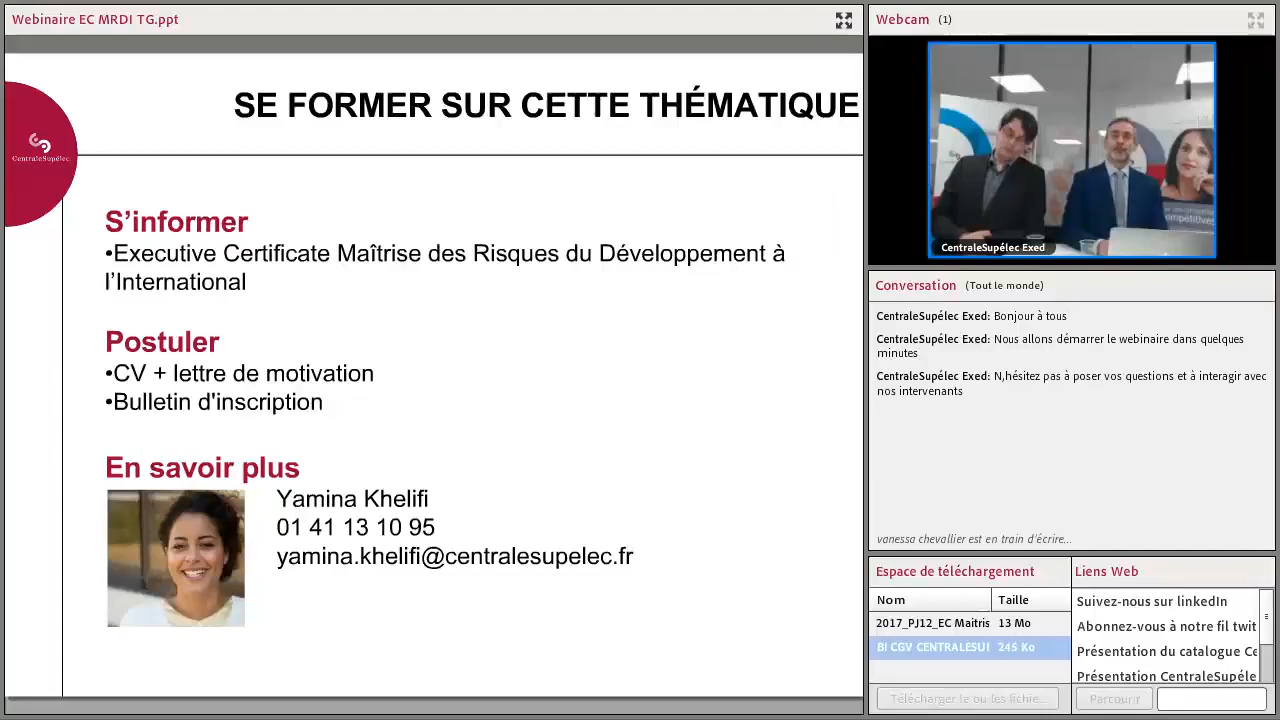 Webinaire EC MRDI TG.ppt
SE FORMER SUR CETTE THÉMATIQUE
CentraleSupélec
S’informer
•Executive Certificate Maîtrise des Risques du Développement à
l’International
Postuler
•CV + lettre de motivation
•Bulletin d'inscription
En savoir plus
Yamina Khelifi
01 41 13 10 95
yamina.khelifi@centralesupelec.fr
Webcam (1)
CentraleSupélec Exed
Conversation (Tout le monde)
CentraleSupélec Exed: Bonjour à tous
CentraleSupélec Exed: Nous allons démarrer le webinaire dans quelques
minutes
CentraleSupélec Exed: N,hésitez pas à poser vos questions et à interagir avec
nos intervenants
vanessa chevallier est en train d'écrire...
Espace de téléchargement
Nom Taille
2017_PJ12_EC Maitris 13 Mo
BI CGV CENTRALESUI 245 Ko
Télécharger le ou les fichie...
Liens Web
Suivez-nous sur linkedIn
Abonnez-vous à notre fil twit
Présentation du catalogue Ce
Présentation CentraleSupéle
Parcourir